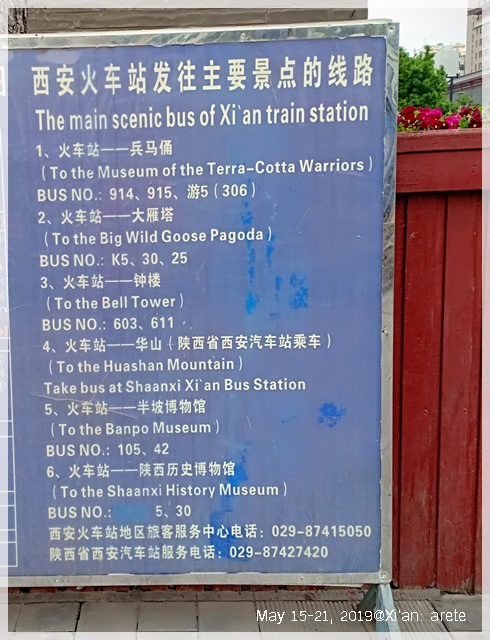 西安火车站发往主要景点的线路
The main scenic bus of Xi`an train station
1、火车站——兵马俑
（To the Museum of the Terra-Cotta Warriors）
BUS NO.: 914、915、游5（306）
2、火车站——大雁塔
（To the Big Wild Goose Pagoda）
BUS NO.: K5、30、25
3、火车站——钟楼
（To the Bell Tower）
BUS NO.: 603、611
4、火车站——华山（陕西省西安汽车站乘车）
（To the Huashan Mountain）
Take bus at Shaanxi Xi`an Bus Station
5、火车站——半坡博物馆
（To the Banpo Museum）
BUS NO.: 105、42
6、火车站——陕西历史博物馆
（To the Shaanxi History Museum）
BUS NO.: 5、30
西安火车站地区旅客服务中心电话：029-87415050
陕西省西安汽车站服务电话：029-87427420
May 15-21, 2019@Xi'an: arete